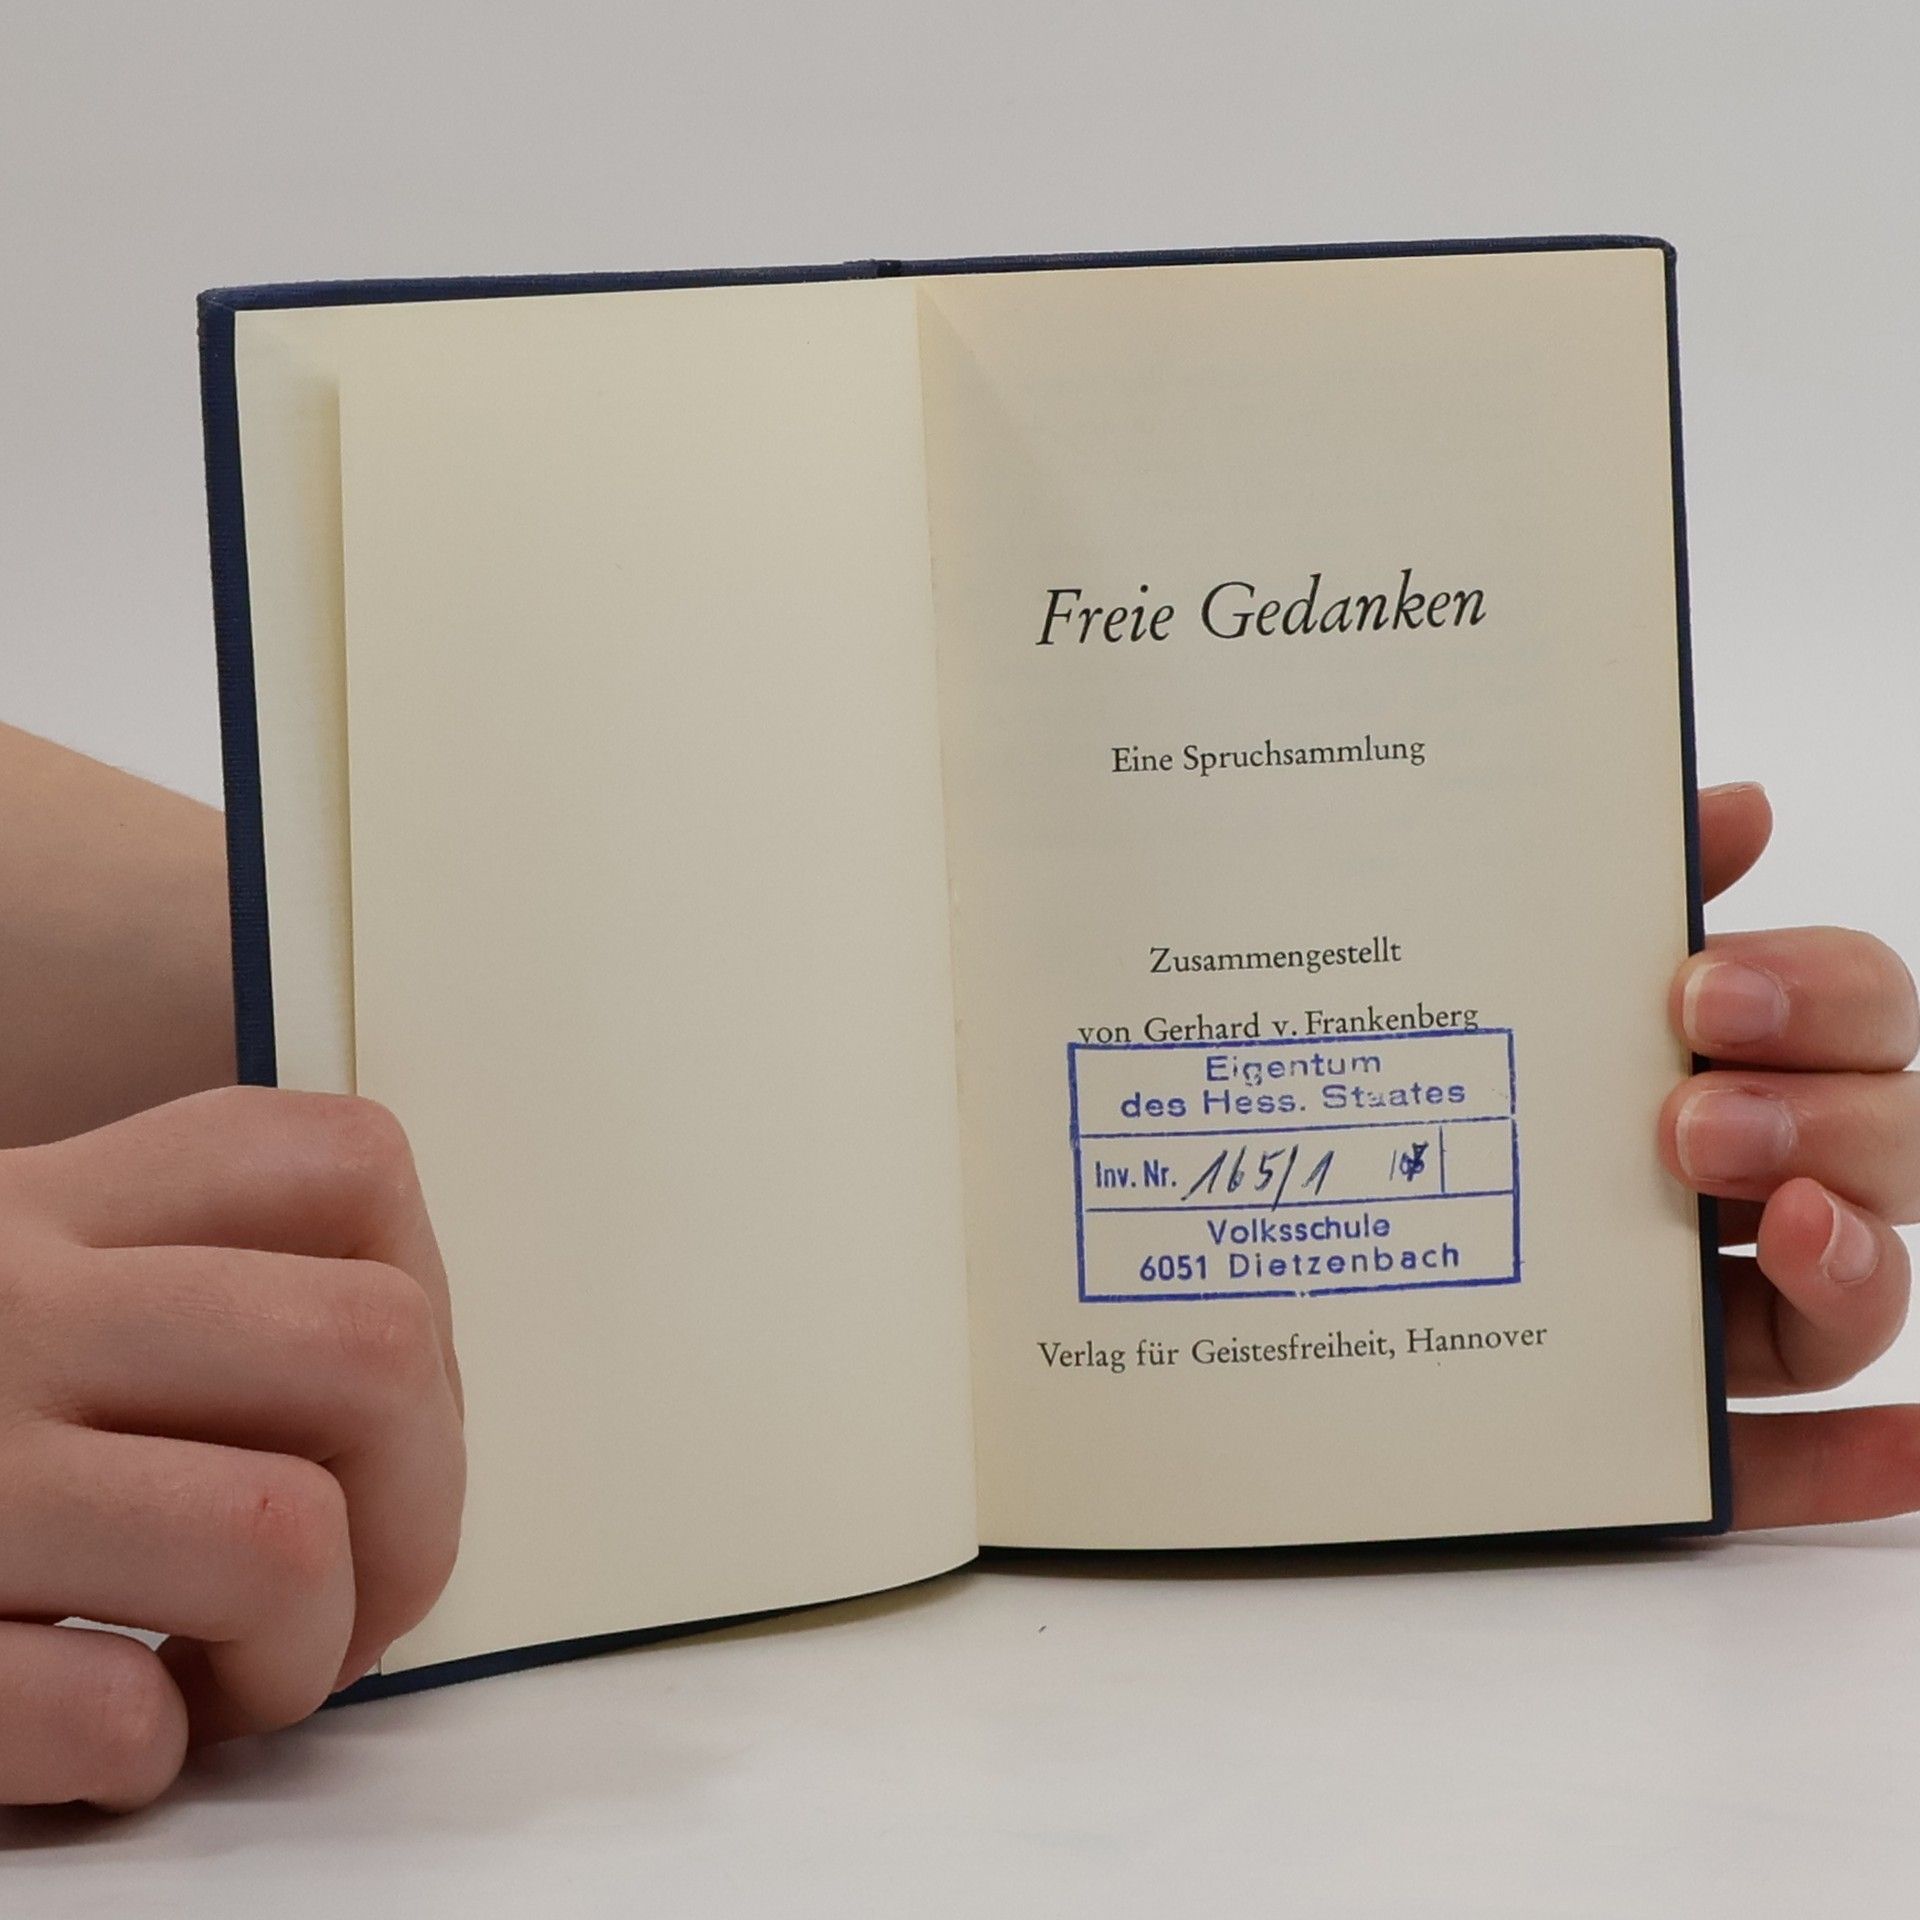 Freie Gedanken
Eine Spruchsammlung
Zusammengestellt
von Gerhard v. Frankenberg
Eigentum
des Hess. Staates
Inv. Nr. 165/1
Volksschule
6051 Dietzenbach
Verlag für Geistesfreiheit, Hannover